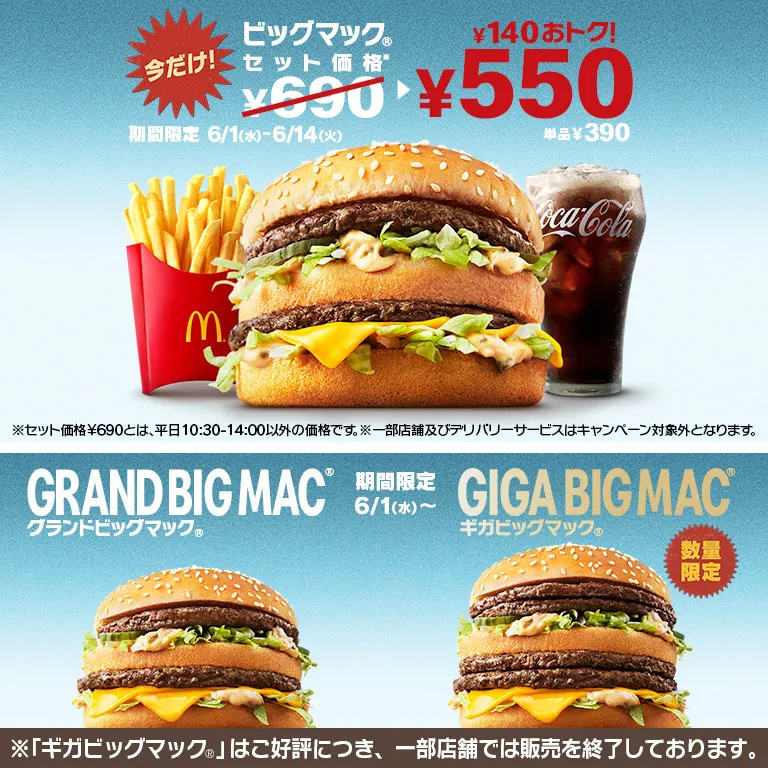 今だけ!
ビッグマック®
セット価格*
¥690
¥140おトク!
¥550
期間限定 6/1(水)-6/14(火)
単品¥390
Coca-Cola
M.
※セット価格¥690とは、平日10:30-14:00以外の価格です。※一部店舗及びデリバリーサービスはキャンペーン対象外となります。
GRAND BIG MAC®
グランドビッグマック®
期間限定
6/1(水)~
GIGA BIG MAC®
ギガビッグマック®
数量
限定
※「ギガビッグマック®」はご好評につき、一部店舗では販売を終了しております。